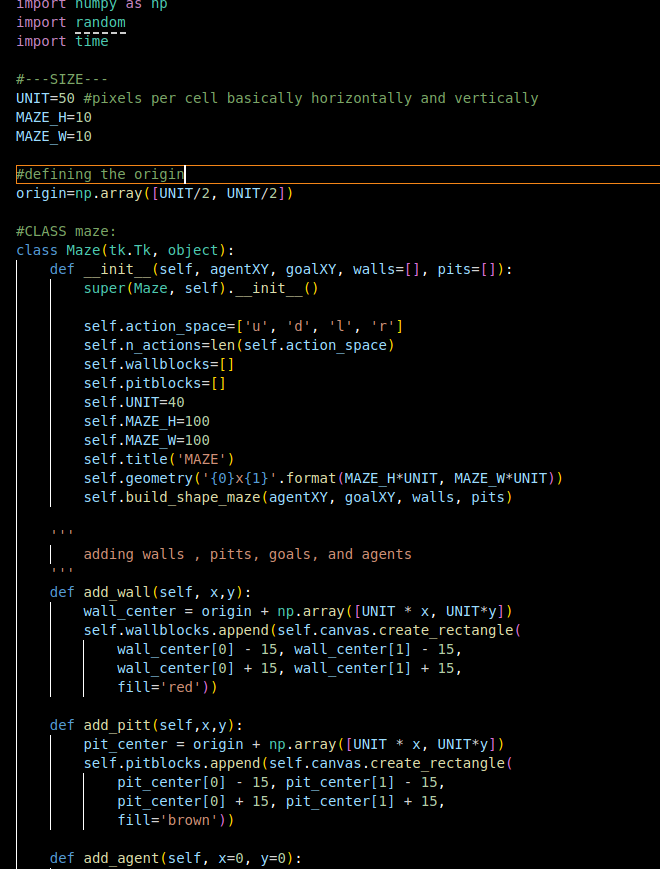 import numpy as np
import random
import time

#---SIZE---
UNIT=50 #pixels per cell basically horizontally and vertically
MAZE_H=10
MAZE_W=10

#defining the origin
origin=np.array([UNIT/2, UNIT/2])

#CLASS maze:
class Maze(tk.Tk, object):
    def __init__(self, agentXY, goalXY, walls=[], pits=[]):
        super(Maze, self).__init__()

        self.action_space=['u', 'd', 'l', 'r']
        self.n_actions=len(self.action_space)
        self.wallblocks=[]
        self.pitblocks=[]
        self.UNIT=40
        self.MAZE_H=100
        self.MAZE_W=100
        self.title('MAZE')
        self.geometry('{0}x{1}'.format(MAZE_H*UNIT, MAZE_W*UNIT))
        self.build_shape_maze(agentXY, goalXY, walls, pits)

    '''
        adding walls , pitts, goals, and agents
    '''
    def add_wall(self, x,y):
        wall_center = origin + np.array([UNIT * x, UNIT*y])
        self.wallblocks.append(self.canvas.create_rectangle(
            wall_center[0] - 15, wall_center[1] - 15,
            wall_center[0] + 15, wall_center[1] + 15,
            fill='red'))

    def add_pitt(self,x,y):
        pit_center = origin + np.array([UNIT * x, UNIT*y])
        self.pitblocks.append(self.canvas.create_rectangle(
            pit_center[0] - 15, pit_center[1] - 15,
            pit_center[0] + 15, pit_center[1] + 15,
            fill='brown'))

    def add_agent(self, x=0, y=0):